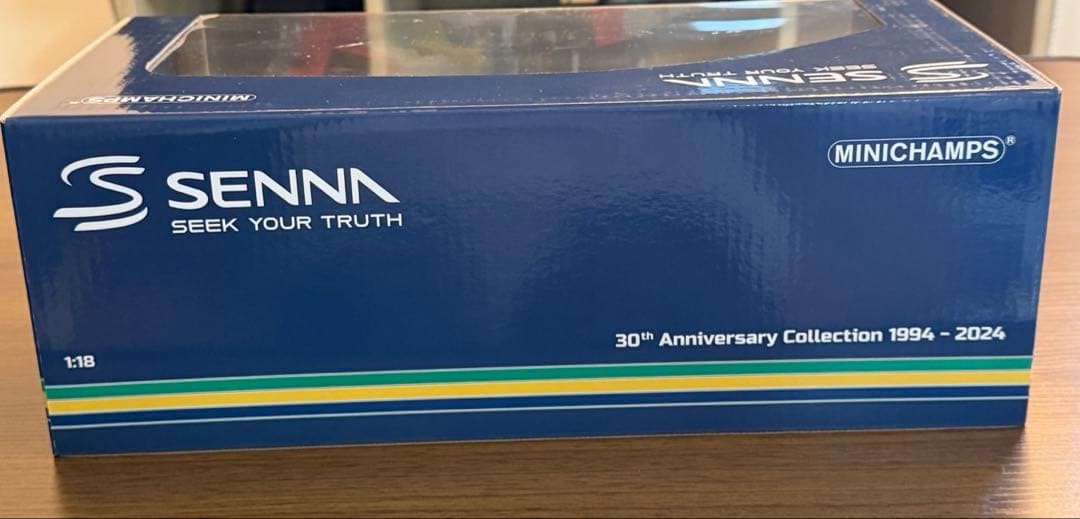 MINICHAMPS®
SENNA
SEEK YOUR TRUTH
SENNA
SEEK YOUR TRUTH
MINICHAMPS®
30th Anniversary Collection 1994 - 2024
1:18